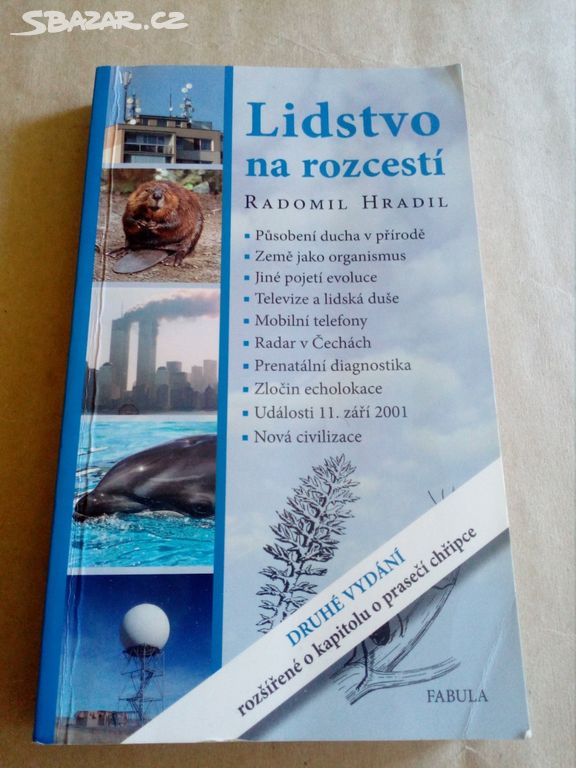 SBAZAR.CZ
Lidstvo
na rozcestí
RADOMIL HRADIL
▪ Působení ducha v přírodě
▪ Země jako organismus
▪ Jiné pojetí evoluce
▪ Televize a lidská duše
▪ Mobilní telefony
▪ Radar v Čechách
▪ Prenatální diagnostika
▪ Zločin echolokace
▪ Události 11. září 2001
▪ Nová civilizace
DRUHÉ VYDÁNÍ
rozšířené o kapitolu o prasečí chřipce
FABULA